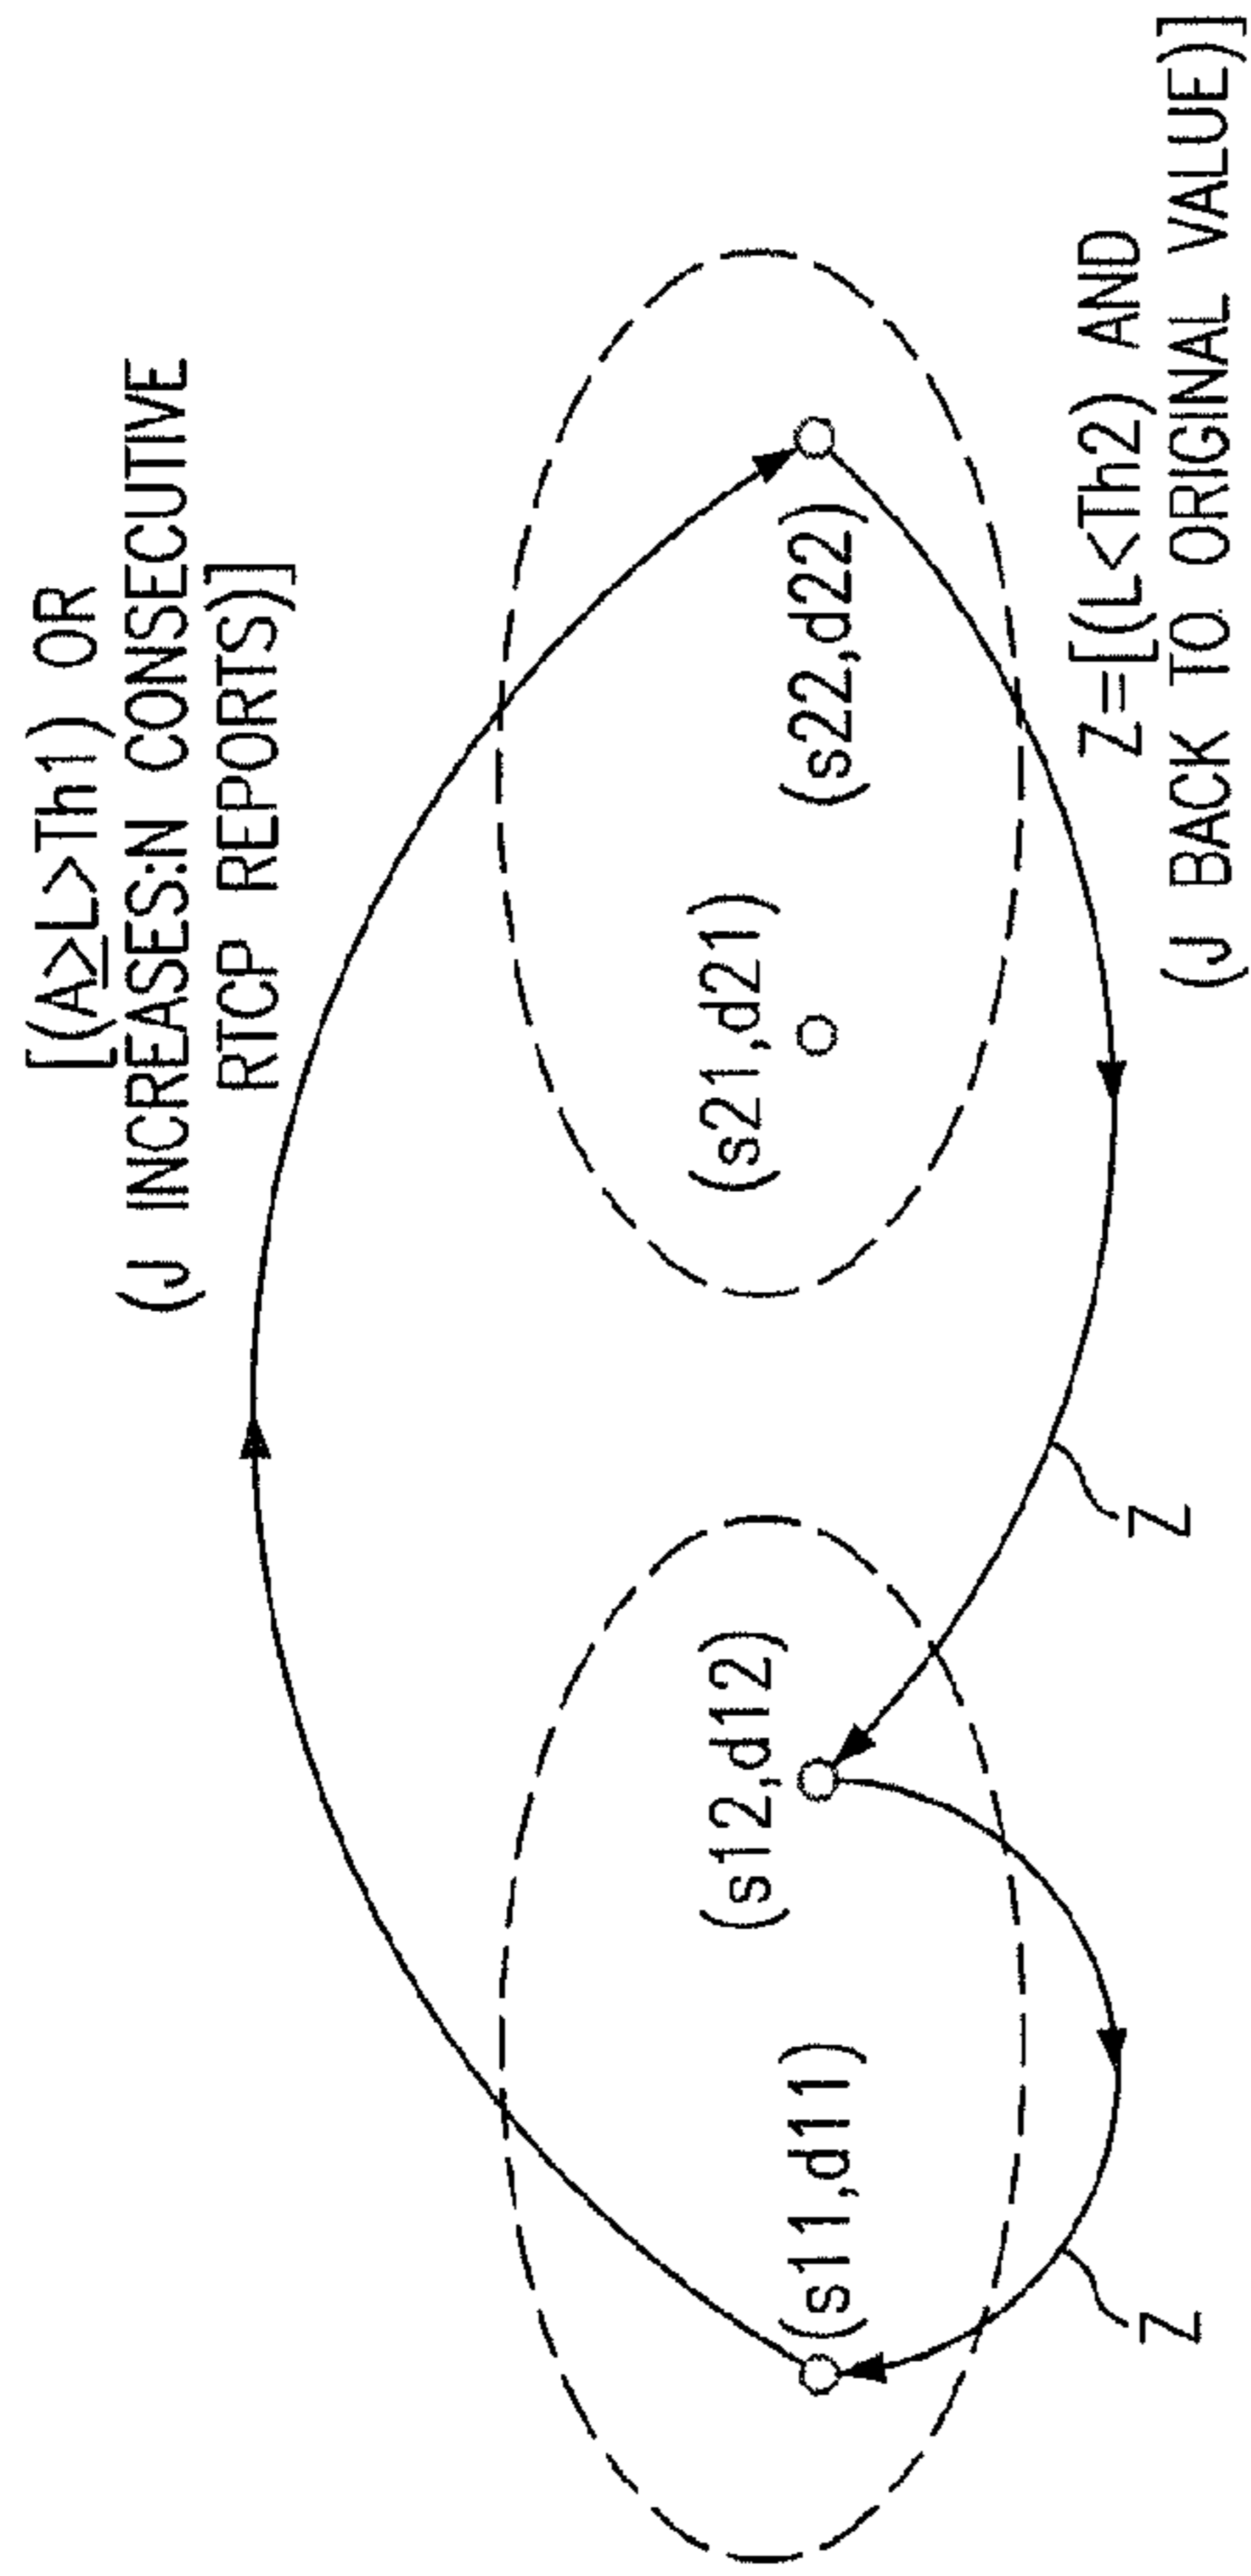 [(A≥L>Th1) OR
(J INCREASES:N CONSECUTIVE
RTCP REPORTS)]
(s11,d11)
(s12,d12)
(s21,d21)
(s22,d22)
Z
Z
Z=[(L<Th2) AND
(J BACK TO ORIGINAL VALUE)]